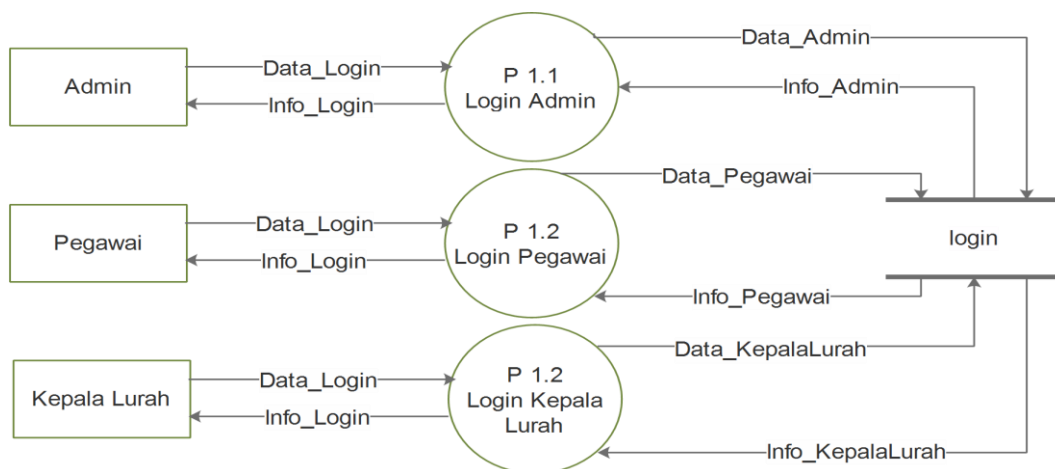 Admin
Data_Login
Info_Login
P 1.1
Login Admin
Data_Admin
Info_Admin
Pegawai
Data_Login
Info_Login
P 1.2
Login Pegawai
Data_Pegawai
Info_Pegawai
login
Kepala Lurah
Data_Login
Info_Login
P 1.2
Login Kepala
Lurah
Data_KepalaLurah
Info_KepalaLurah